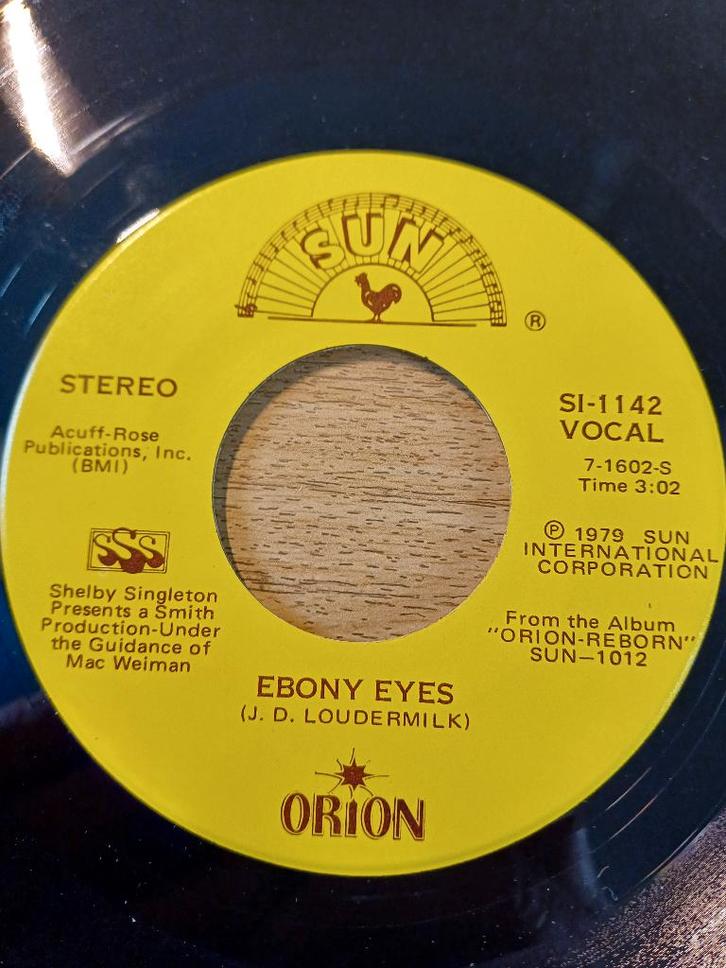 SUN
®
STEREO
Acuff-Rose
Publications, Inc.
(BMI)
SI-1142
VOCAL
7-1602-S
Time 3:02
℗ 1979 SUN
INTERNATIONAL
CORPORATION
SSS
Shelby Singleton
Presents a Smith
Production-Under
the Guidance of
Mac Weiman
From the Album
"ORION-REBORN"
SUN—1012
EBONY EYES
(J. D. LOUDERMILK)
ORION